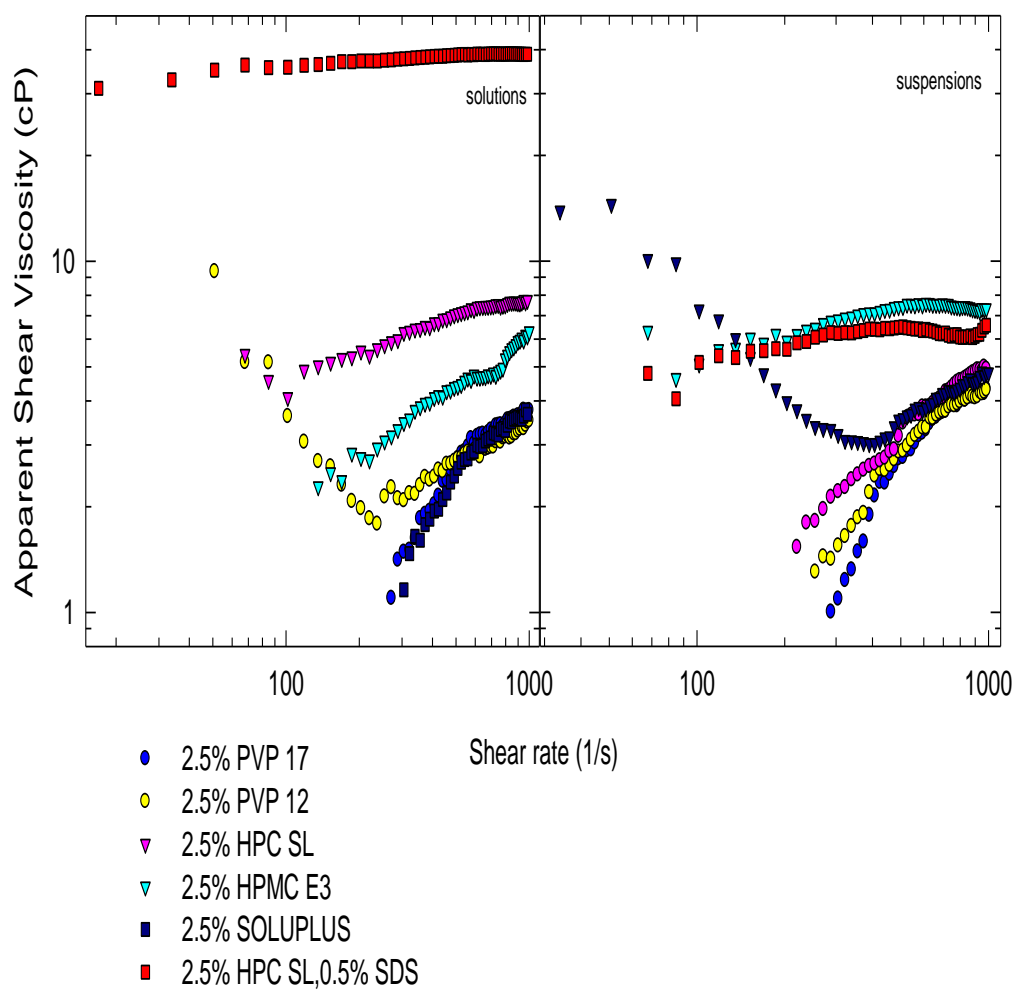 Apparent Shear Viscosity (cP)
10
1
solutions
suspensions
100
1000
100
1000
Shear rate (1/s)
2.5% PVP 17
2.5% PVP 12
2.5% HPC SL
2.5% HPMC E3
2.5% SOLUPLUS
2.5% HPC SL,0.5% SDS